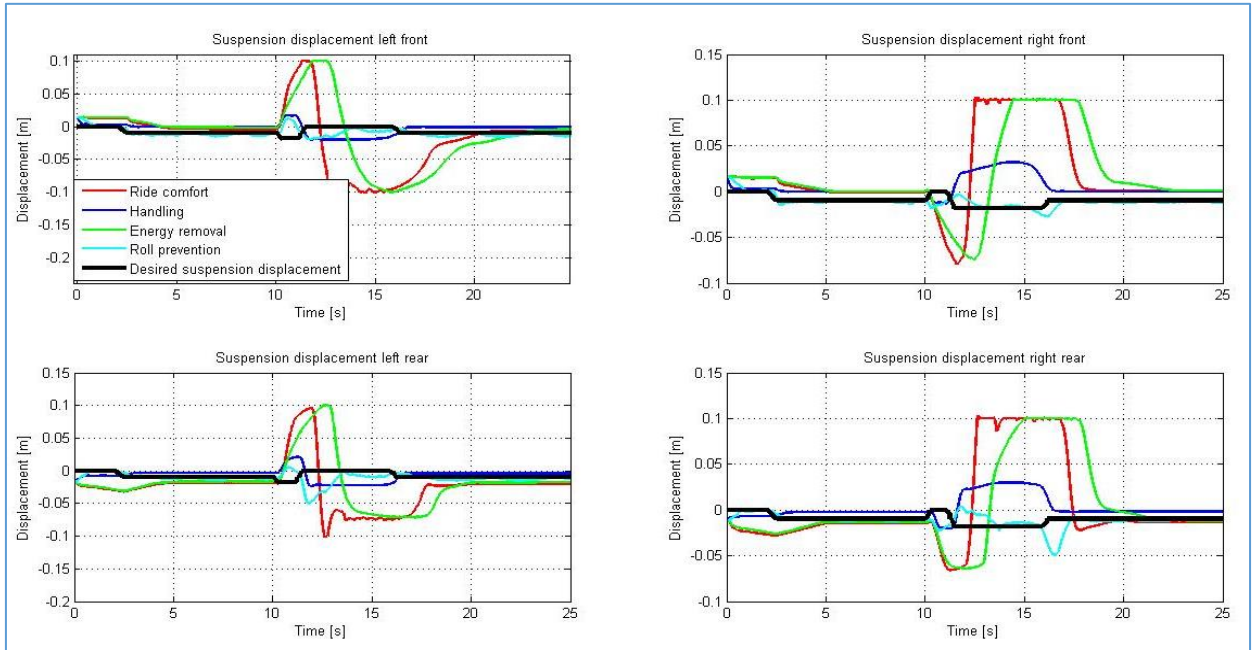 Suspension displacement left front
0.1
0.05
0
-0.05
-0.1
-0.15
-0.2
Displacement [m]
Ride comfort
Handling
Energy removal
Roll prevention
Desired suspension displacement
0 5 10 15 20
Time [s]
Suspension displacement right front
0.15
0.1
0.05
0
-0.05
-0.1
Displacement [m]
0 5 10 15 20 25
Time [s]
Suspension displacement left rear
0.15
0.1
0.05
0
-0.05
-0.1
-0.15
-0.2
Displacement [m]
0 5 10 15 20 25
Time [s]
Suspension displacement right rear
0.15
0.1
0.05
0
-0.05
-0.1
Displacement [m]
0 5 10 15 20 25
Time [s]